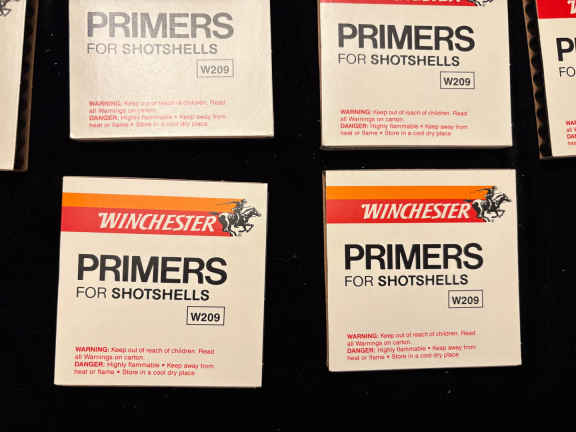 PRIMERS
FOR SHOTSHELLS
W209
WARNING: Keep out of reach of children. Read
all Warnings on carton.
DANGER: Highly flammable • Keep away from
heat or flame • Store in a cool dry place
WINCHESTER
PRIMERS
FOR SHOTSHELLS
W209
WARNING: Keep out of reach of children. Read
all Warnings on carton.
DANGER: Highly flammable • Keep away from
heat or flame • Store in a cool dry place
WINCHESTER
PRIMERS
FOR SHOTSHELLS
W209
WARNING: Keep out of reach of children. Read
all Warnings on carton.
DANGER: Highly flammable • Keep away from
heat or flame • Store in a cool dry place
WINCHESTER
PRIMERS
FOR SHOTSHELLS
W209
WARNING: Keep out of reach of children. Read
all Warnings on carton.
DANGER: Highly flammable • Keep away from
heat or flame • Store in a cool dry place